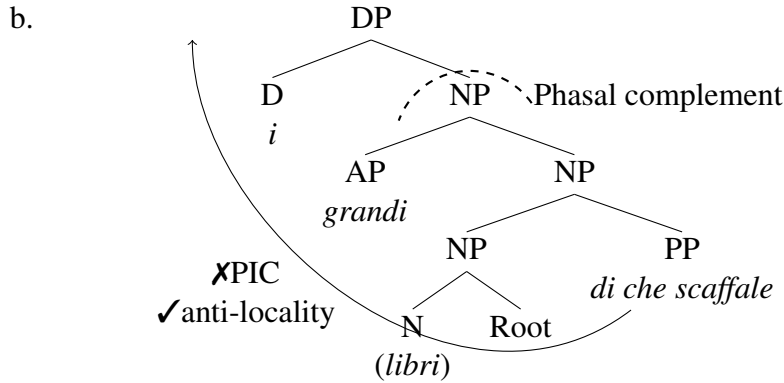 b.
DP
D NP Phasal complement
i
AP NP
grandi
NP PP
✗PIC di che scaffale
✓anti-locality
N Root
(libri)